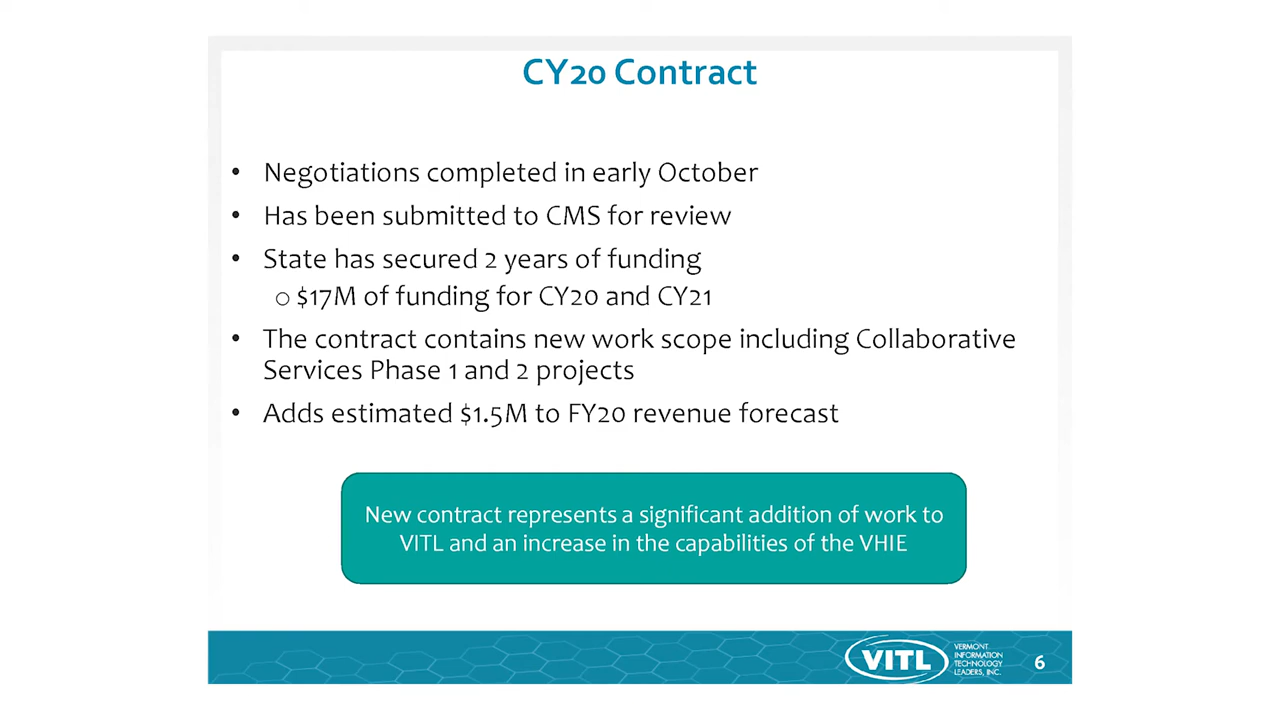 CY20 Contract
• Negotiations completed in early October
• Has been submitted to CMS for review
• State has secured 2 years of funding
o $17M of funding for CY20 and CY21
• The contract contains new work scope including Collaborative
Services Phase 1 and 2 projects
• Adds estimated $1.5M to FY20 revenue forecast
New contract represents a significant addition of work to
VITL and an increase in the capabilities of the VHIE
VITL
VERMONT
INFORMATION
TECHNOLOGY
LEADERS, INC.
6